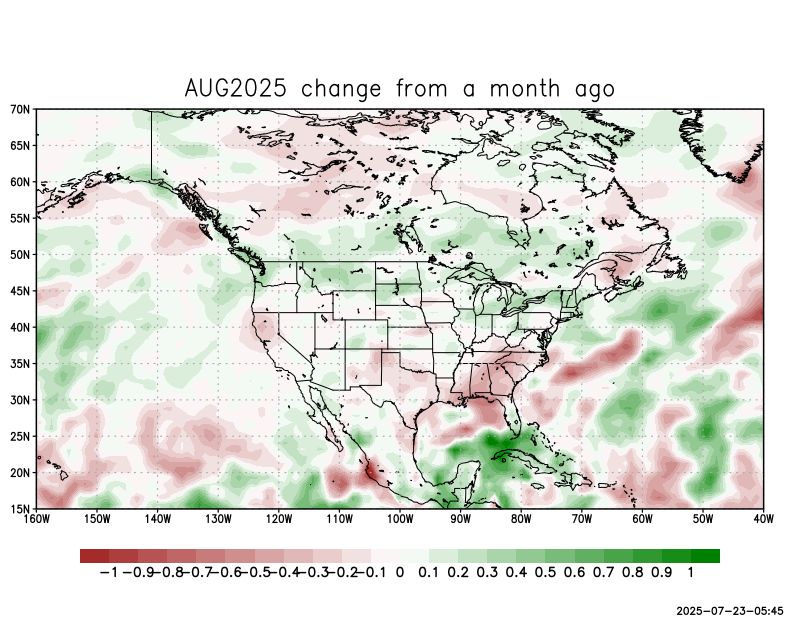 AUG2025 change from a month ago
70N
65N
60N
55N
50N
45N
40N
35N
30N
25N
20N
15N
160W 150W 140W 130W 120W 110W 100W 90W 80W 70W 60W 50W 40W
-1 -0.9 -0.8 -0.7 -0.6 -0.5 -0.4 -0.3 -0.2 -0.1 0 0.1 0.2 0.3 0.4 0.5 0.6 0.7 0.8 0.9 1
2025-07-23-05:45